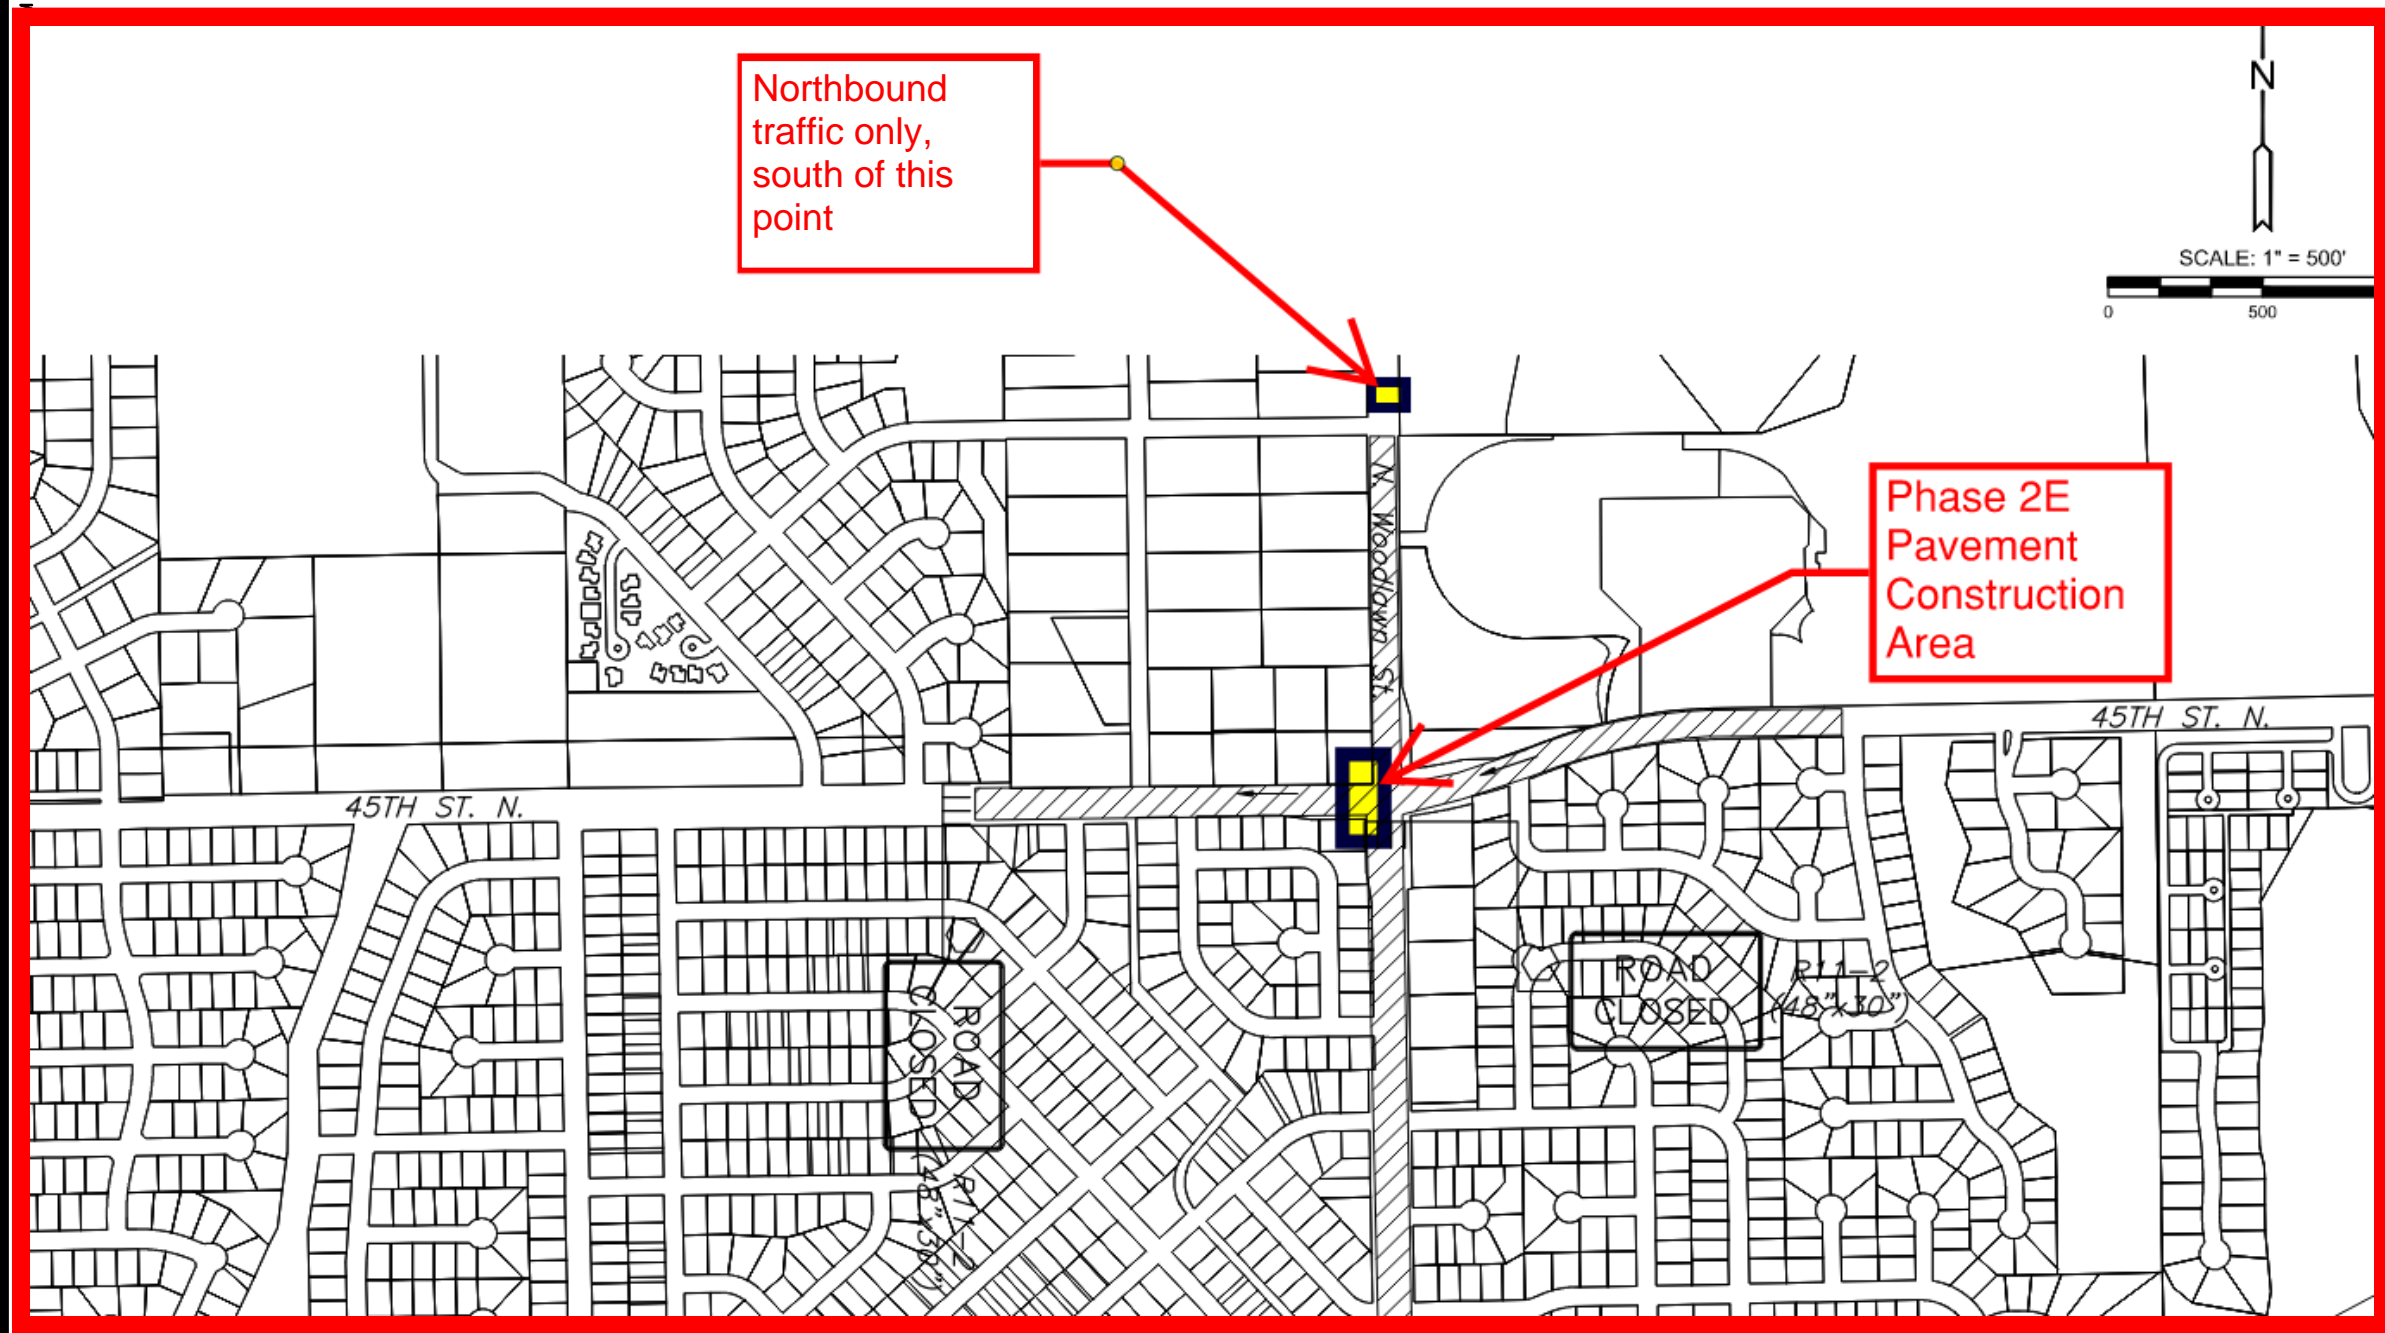 Northbound
traffic only,
south of this
point
N
SCALE: 1" = 500'
0
500
Phase 2E
Pavement
Construction
Area
N. Woodlawn St.
45TH ST. N.
45TH ST. N.
ROAD
CLOSED
R11-2
(48"x30")
ROAD
CLOSED
R11-2
(48"x30")